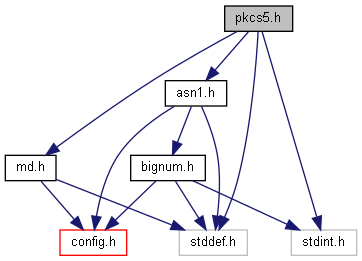 pkcs5.h
asn1.h
md.h
bignum.h
config.h
stddef.h
stdint.h